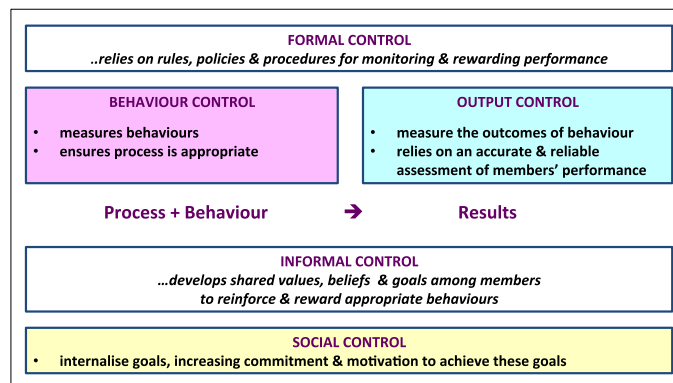 FORMAL CONTROL
..relies on rules, policies & procedures for monitoring & rewarding performance
BEHAVIOUR CONTROL
• measures behaviours
• ensures process is appropriate
OUTPUT CONTROL
• measure the outcomes of behaviour
• relies on an accurate & reliable
assessment of members’ performance
Process + Behaviour ➔ Results
INFORMAL CONTROL
…develops shared values, beliefs & goals among members
to reinforce & reward appropriate behaviours
SOCIAL CONTROL
• internalise goals, increasing commitment & motivation to achieve these goals